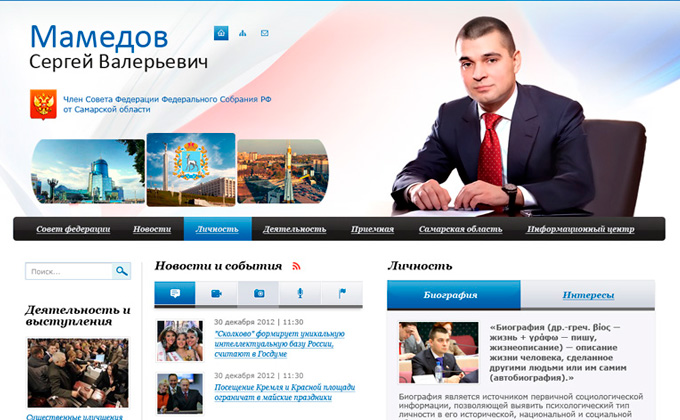 Мамедов
Сергей Валерьевич
Член Совета Федерации Федерального Собрания РФ
от Самарской области
Совет федерации
Новости
Личность
Деятельность
Приемная
Самарская область
Информационный центр
Поиск...
Деятельность и
выступления
Существенные улучшения
Новости и события
30 декабря 2012 | 11:30
"Сколково" формирует уникальную
интеллектуальную базу России,
считают в Госдуме
30 декабря 2012 | 11:30
Посещение Кремля и Красной площади
ограничат в майские праздники
Личность
Биография
Интересы
«Биография (др.-греч. βίος —
жизнь + γράφω — пишу,
жизнеописание) — описание
жизни человека, сделанное
другими людьми или им самим
(автобиография).»
Биография является источником первичной социологической
информации, позволяющей выявить психологический тип
личности в его исторической, национальной и социальной